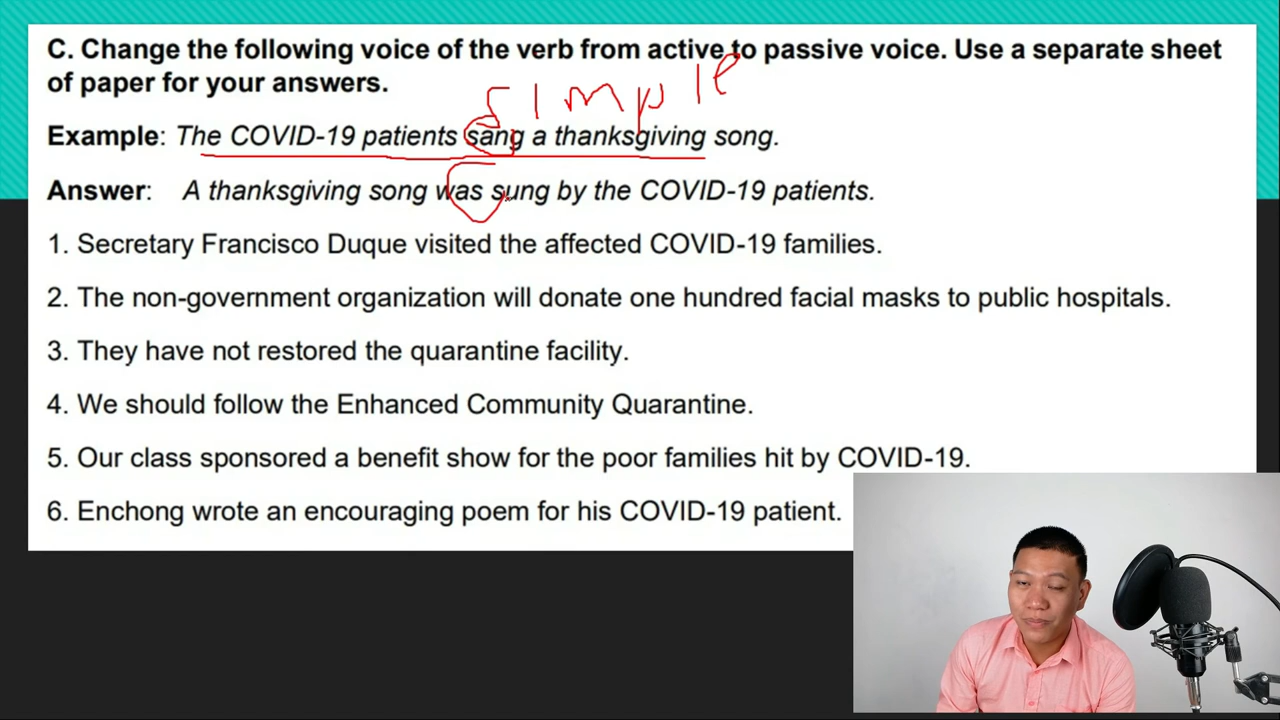 C. Change the following voice of the verb from active to passive voice. Use a separate sheet
of paper for your answers.
simple
Example: The COVID-19 patients sang a thanksgiving song.
Answer: A thanksgiving song was sung by the COVID-19 patients.
1. Secretary Francisco Duque visited the affected COVID-19 families.
2. The non-government organization will donate one hundred facial masks to public hospitals.
3. They have not restored the quarantine facility.
4. We should follow the Enhanced Community Quarantine.
5. Our class sponsored a benefit show for the poor families hit by COVID-19.
6. Enchong wrote an encouraging poem for his COVID-19 patient.